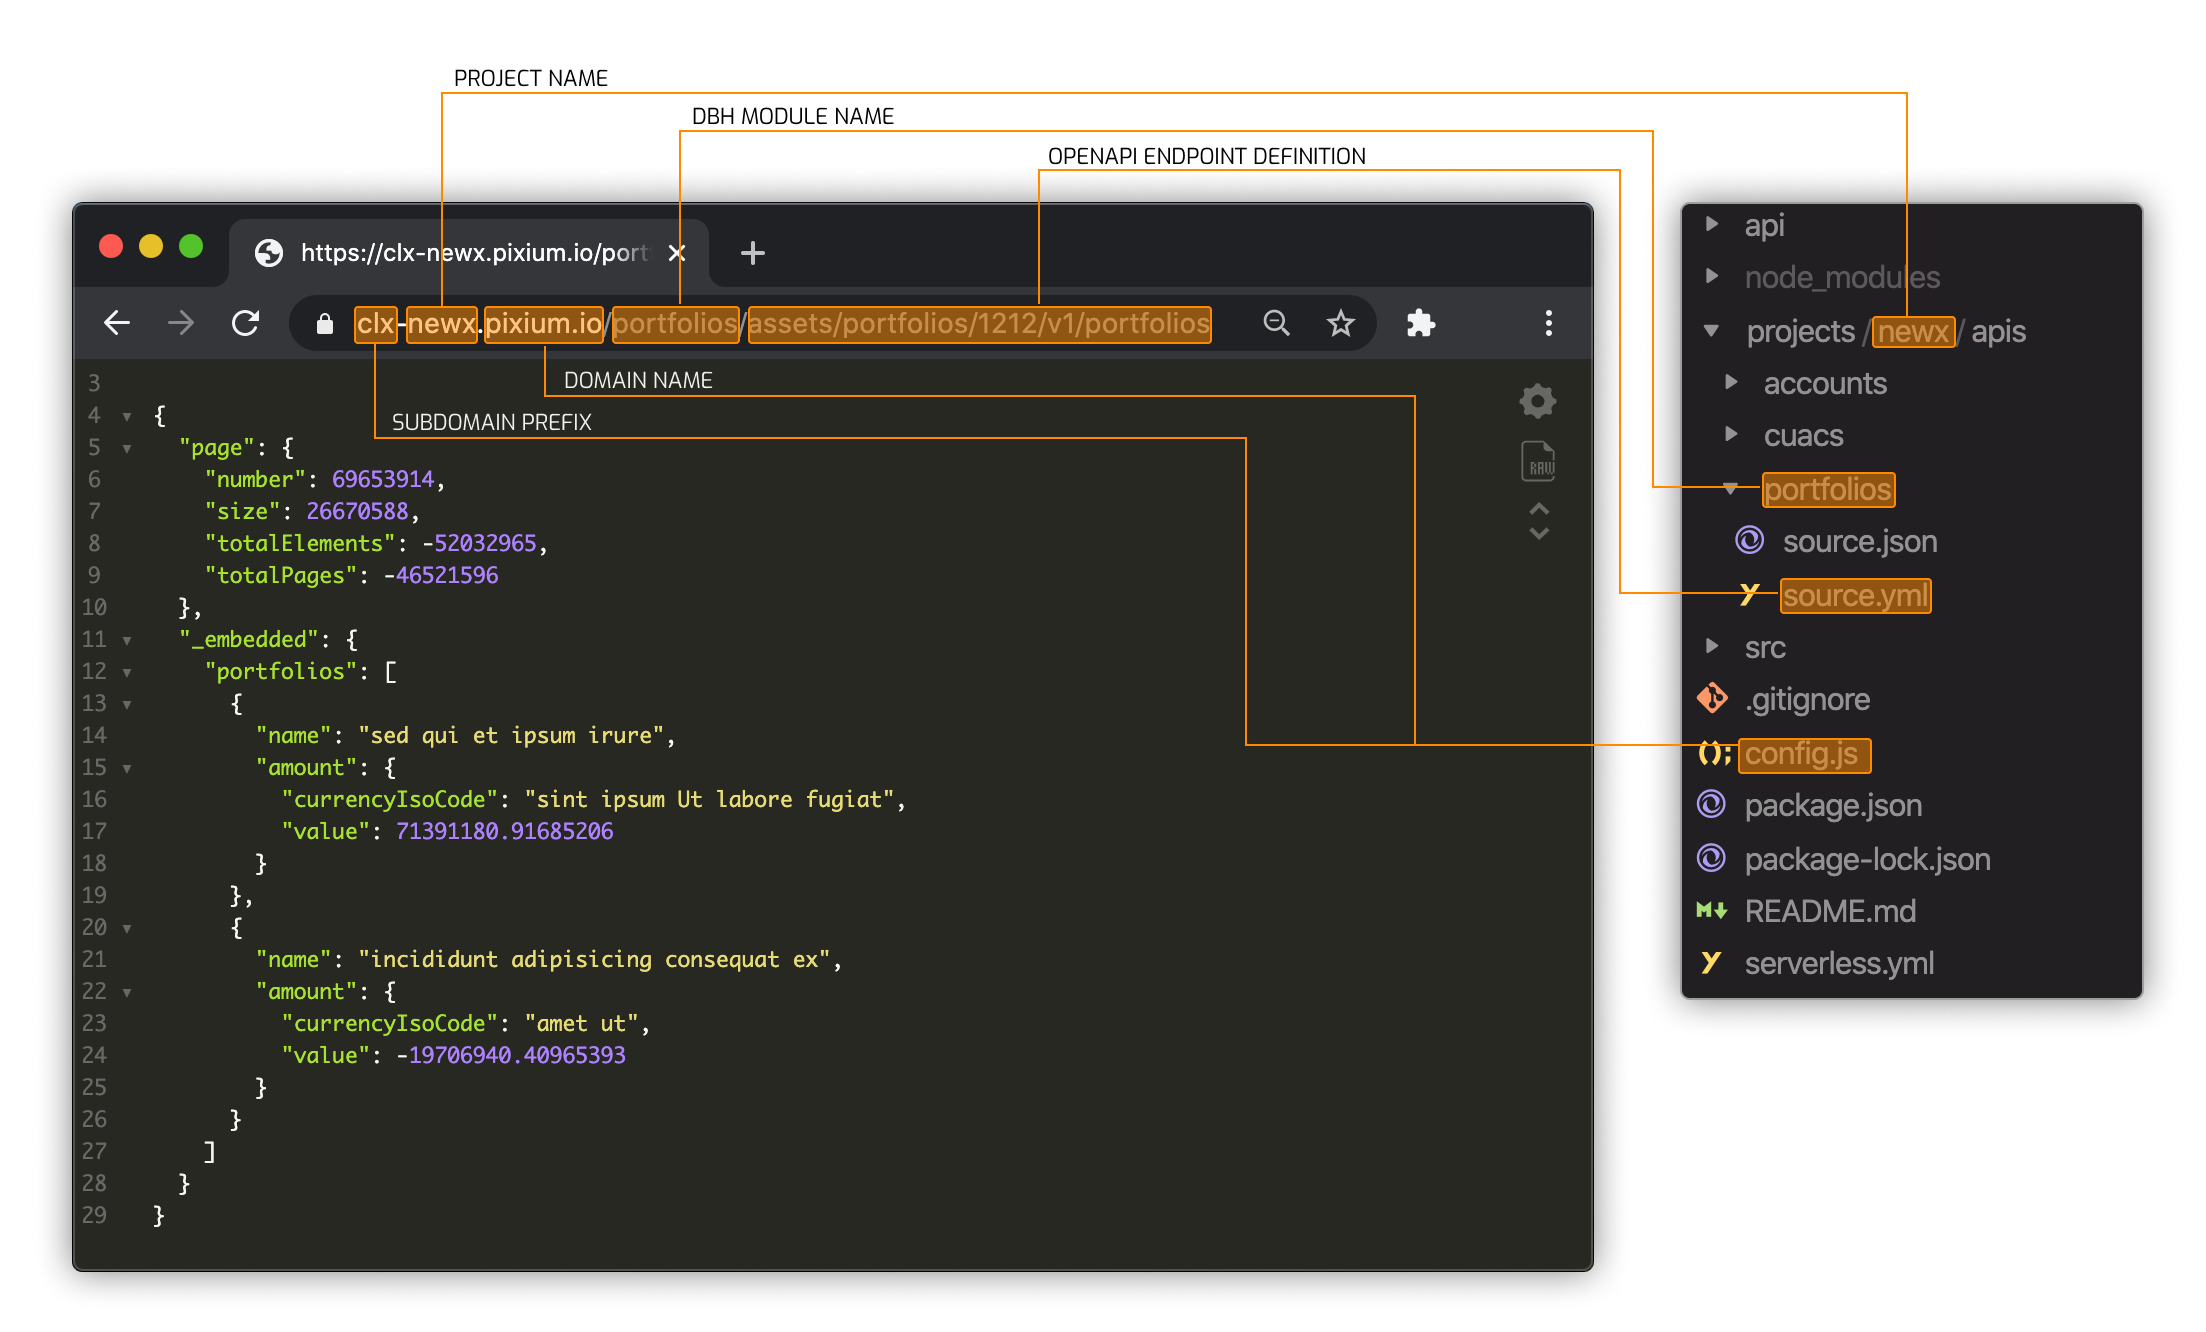 PROJECT NAME
DBH MODULE NAME
OPENAPI ENDPOINT DEFINITION
https://clx-newx.pixium.io/port
clx-newx.pixium.io/portfolios/assets/portfolios/1212/v1/portfolios
DOMAIN NAME
SUBDOMAIN PREFIX
3
4 {
5 "page": {
6 "number": 69653914,
7 "size": 26670588,
8 "totalElements": -52032965,
9 "totalPages": -46521596
10 },
11 "_embedded": {
12 "portfolios": [
13 {
14 "name": "sed qui et ipsum irure",
15 "amount": {
16 "currencyIsoCode": "sint ipsum Ut labore fugiat",
17 "value": 71391180.91685206
18 }
19 },
20 {
21 "name": "incididunt adipisicing consequat ex",
22 "amount": {
23 "currencyIsoCode": "amet ut",
24 "value": -19706940.40965393
25 }
26 }
27 ]
28 }
29 }
RAW
api
node_modules
projects / newx / apis
accounts
cuacs
portfolios
source.json
source.yml
src
.gitignore
config.js
package.json
package-lock.json
README.md
serverless.yml